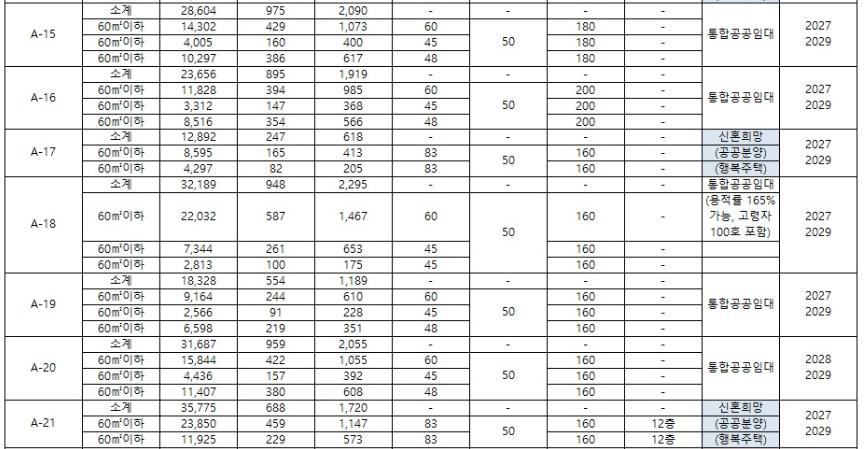 A-15 소계 28,604 975 2,090 - - - - 통합공공임대 2027 2029
60㎡이하 14,302 429 1,073 60 50 180 -
60㎡이하 4,005 160 400 45 180 -
60㎡이하 10,297 386 617 48 180 -
A-16 소계 23,656 895 1,919 - - - - 통합공공임대 2027 2029
60㎡이하 11,828 394 985 60 50 200 -
60㎡이하 3,312 147 368 45 200 -
60㎡이하 8,516 354 566 48 200 -
A-17 소계 12,892 247 618 - - - - 신혼희망 2027 2029
60㎡이하 8,595 165 413 83 50 160 - (공공분양)
60㎡이하 4,297 82 205 83 160 - (행복주택)
A-18 소계 32,189 948 2,295 - - - - 통합공공임대 2027 2029
60㎡이하 22,032 587 1,467 60 50 160 - (용적률 165%
가능, 고령자
100호 포함)
60㎡이하 7,344 261 653 45 160 -
60㎡이하 2,813 100 175 45 160 -
A-19 소계 18,328 554 1,189 - - - - 통합공공임대 2027 2029
60㎡이하 9,164 244 610 60 50 160 -
60㎡이하 2,566 91 228 45 160 -
60㎡이하 6,598 219 351 48 160 -
A-20 소계 31,687 959 2,055 - - - - 통합공공임대 2028 2029
60㎡이하 15,844 422 1,055 60 50 160 -
60㎡이하 4,436 157 392 45 160 -
60㎡이하 11,407 380 608 48 160 -
A-21 소계 35,775 688 1,720 - - - - 신혼희망 2027 2029
60㎡이하 23,850 459 1,147 83 50 160 12층 (공공분양)
60㎡이하 11,925 229 573 83 160 12층 (행복주택)